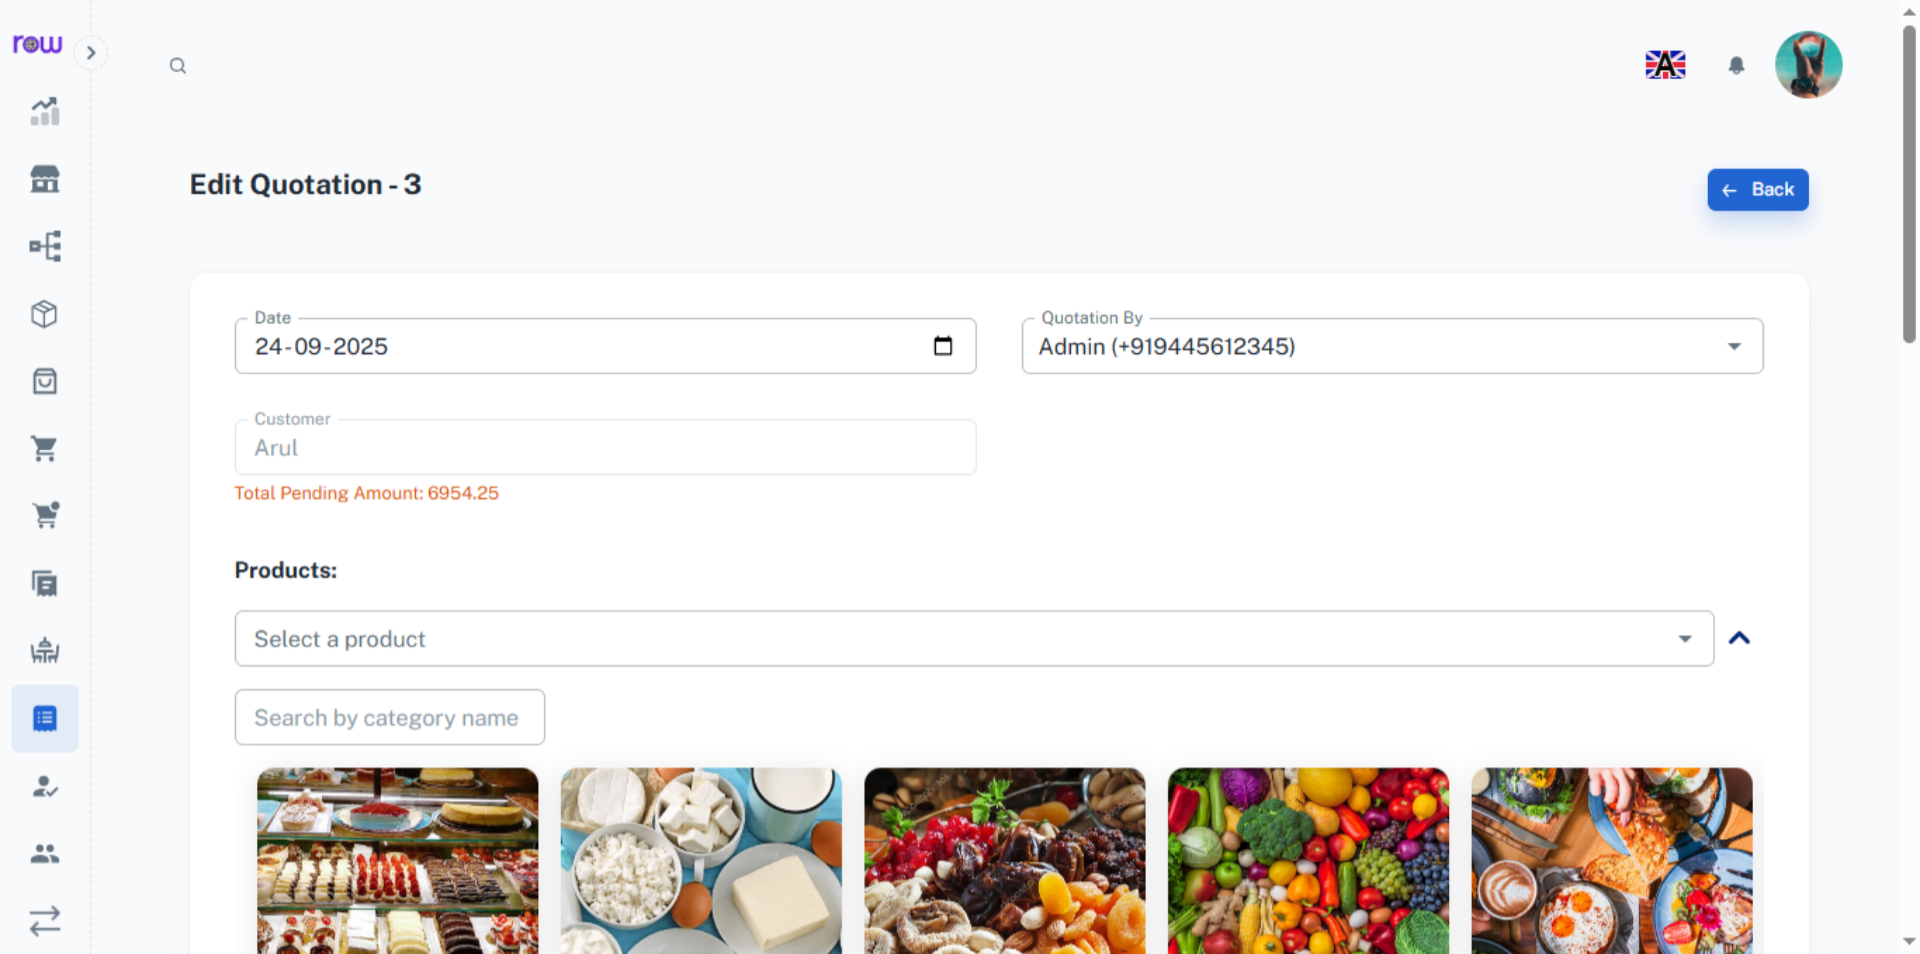 row
A
Edit Quotation - 3
← Back
Date
24-09-2025
Quotation By
Admin (+919445612345)
Customer
Arul
Total Pending Amount: 6954.25
Products:
Select a product
Search by category name